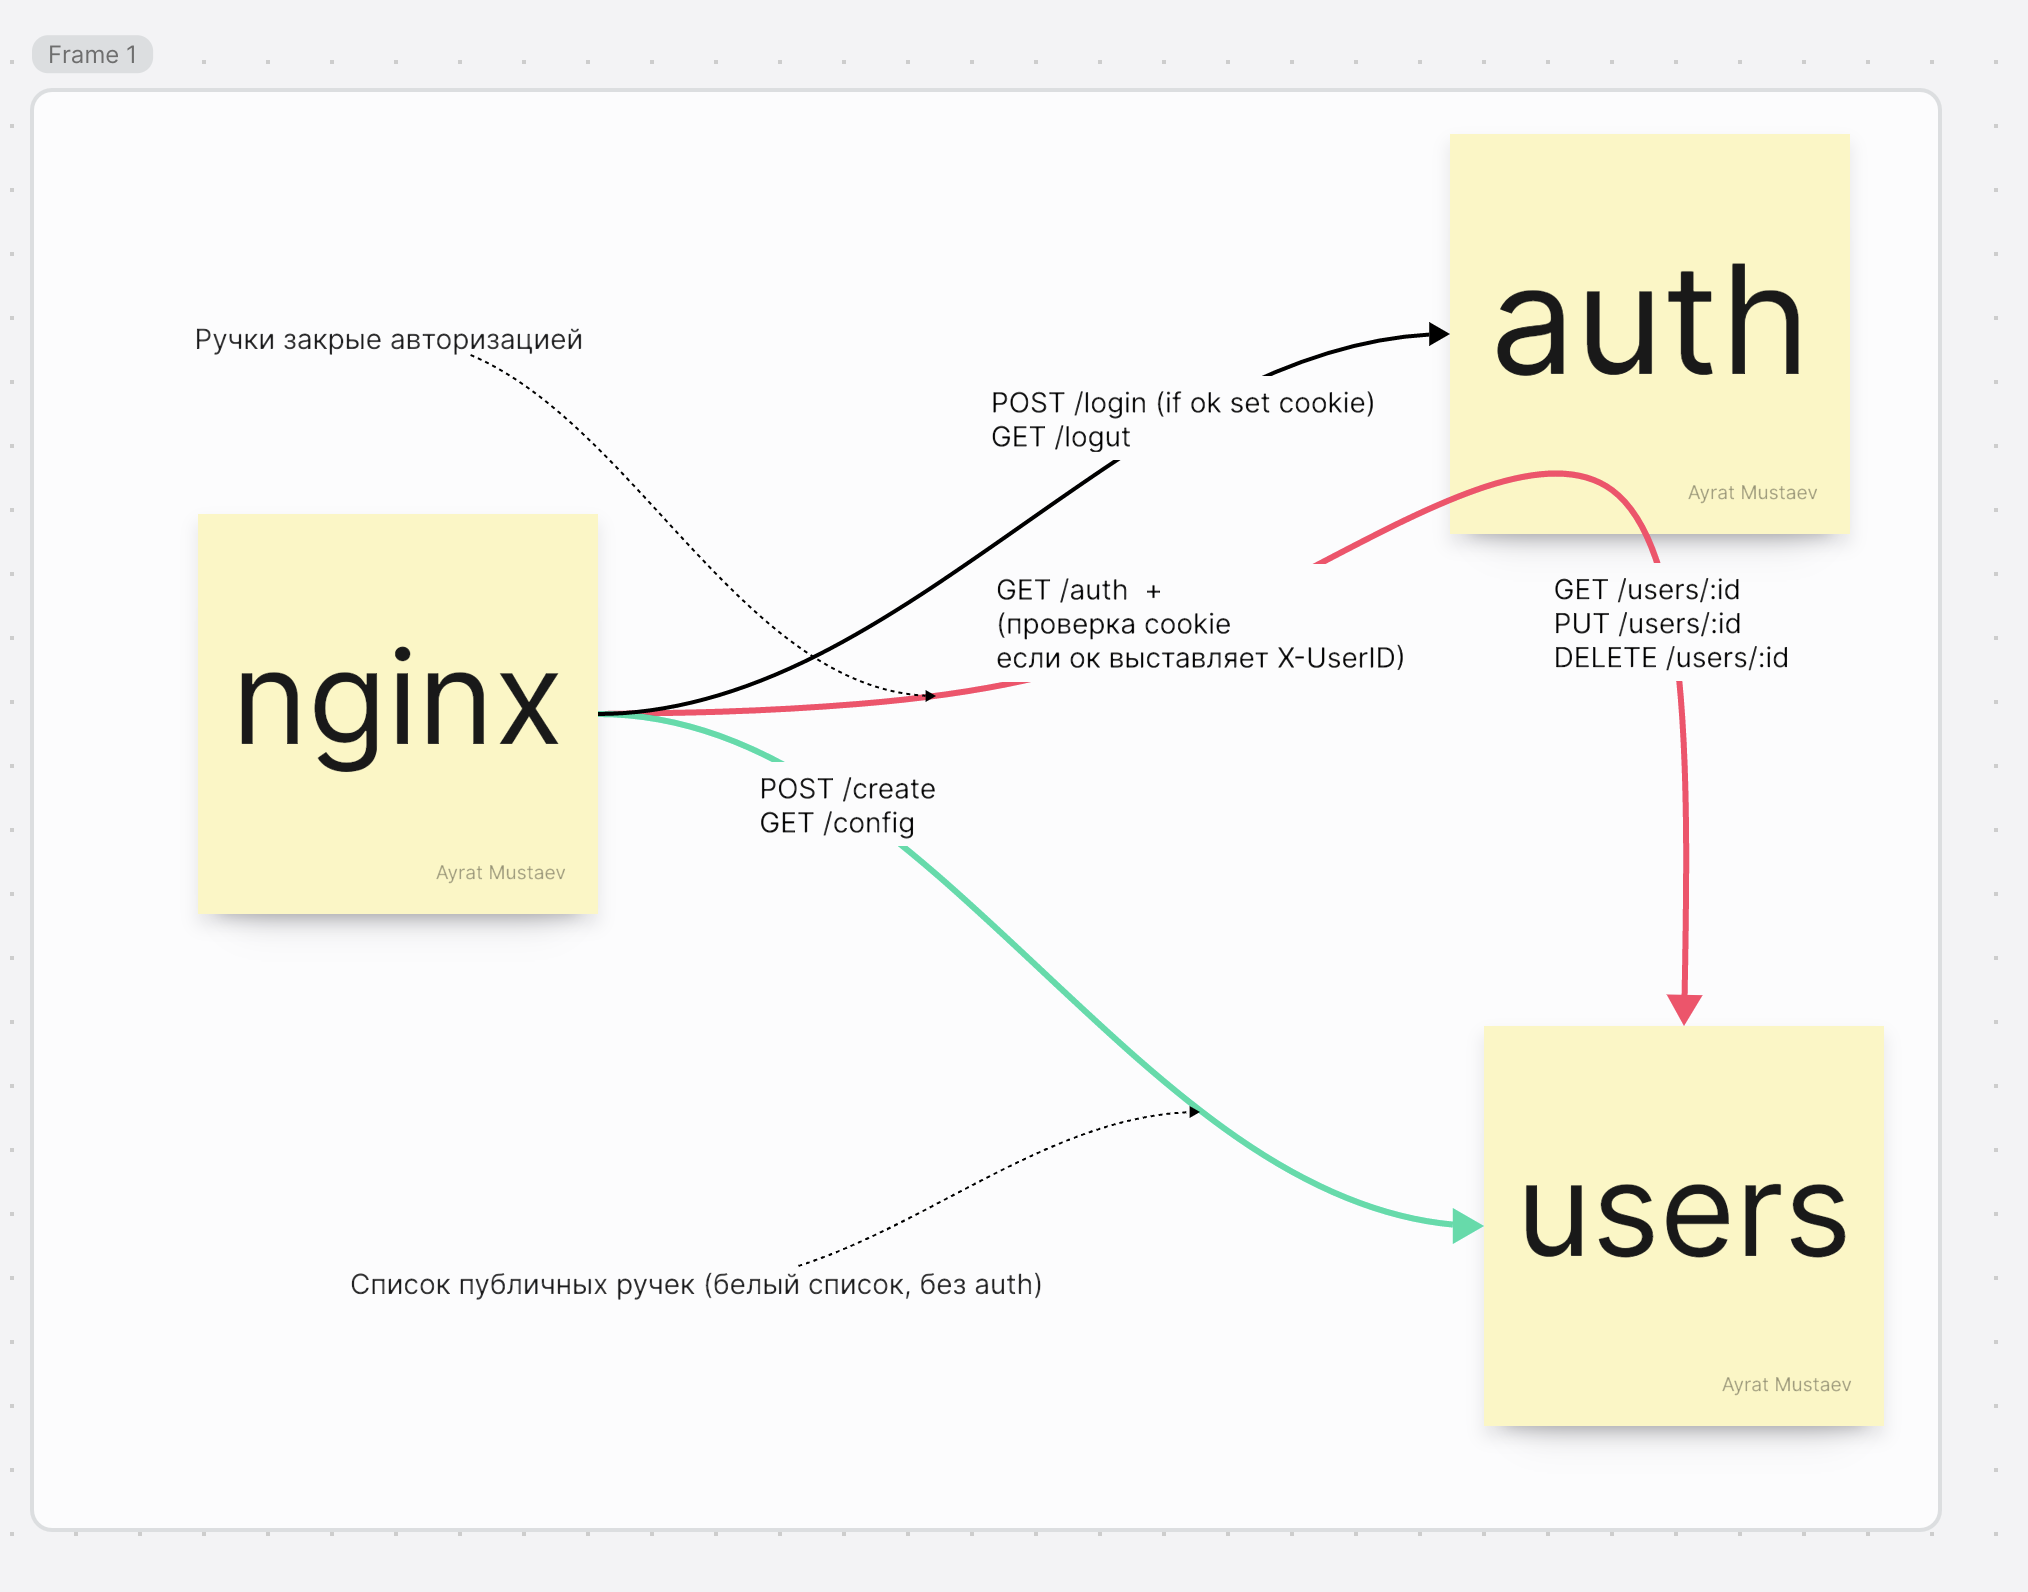 Frame 1
auth
Ayrat Mustaev
Ручки закрые авторизацией
POST /login (if ok set cookie)
GET /logut
nginx
Ayrat Mustaev
GET /auth +
(проверка cookie
если ок выставляет X-UserID)
GET /users/:id
PUT /users/:id
DELETE /users/:id
POST /create
GET /config
users
Ayrat Mustaev
Список публичных ручек (белый список, без auth)